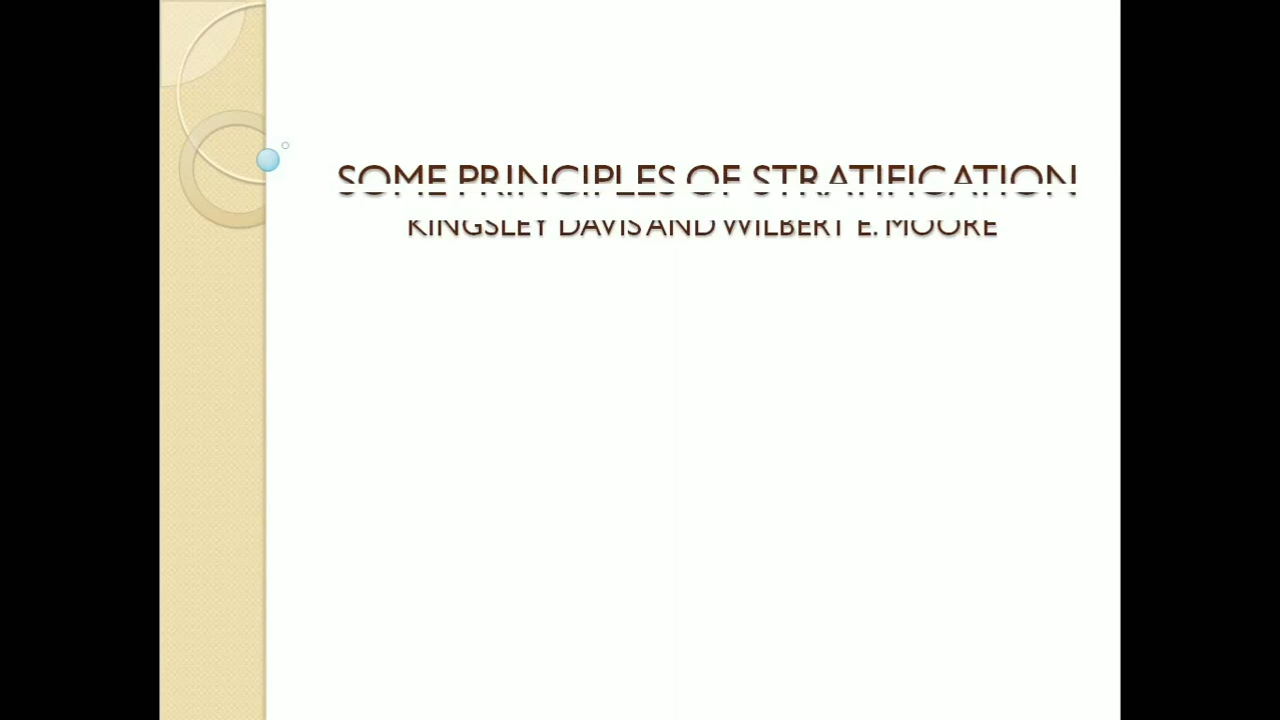 SOME PRINCIPLES OF STRATIFICATION
KINGSLEY DAVIS AND WILBERT E. MOORE